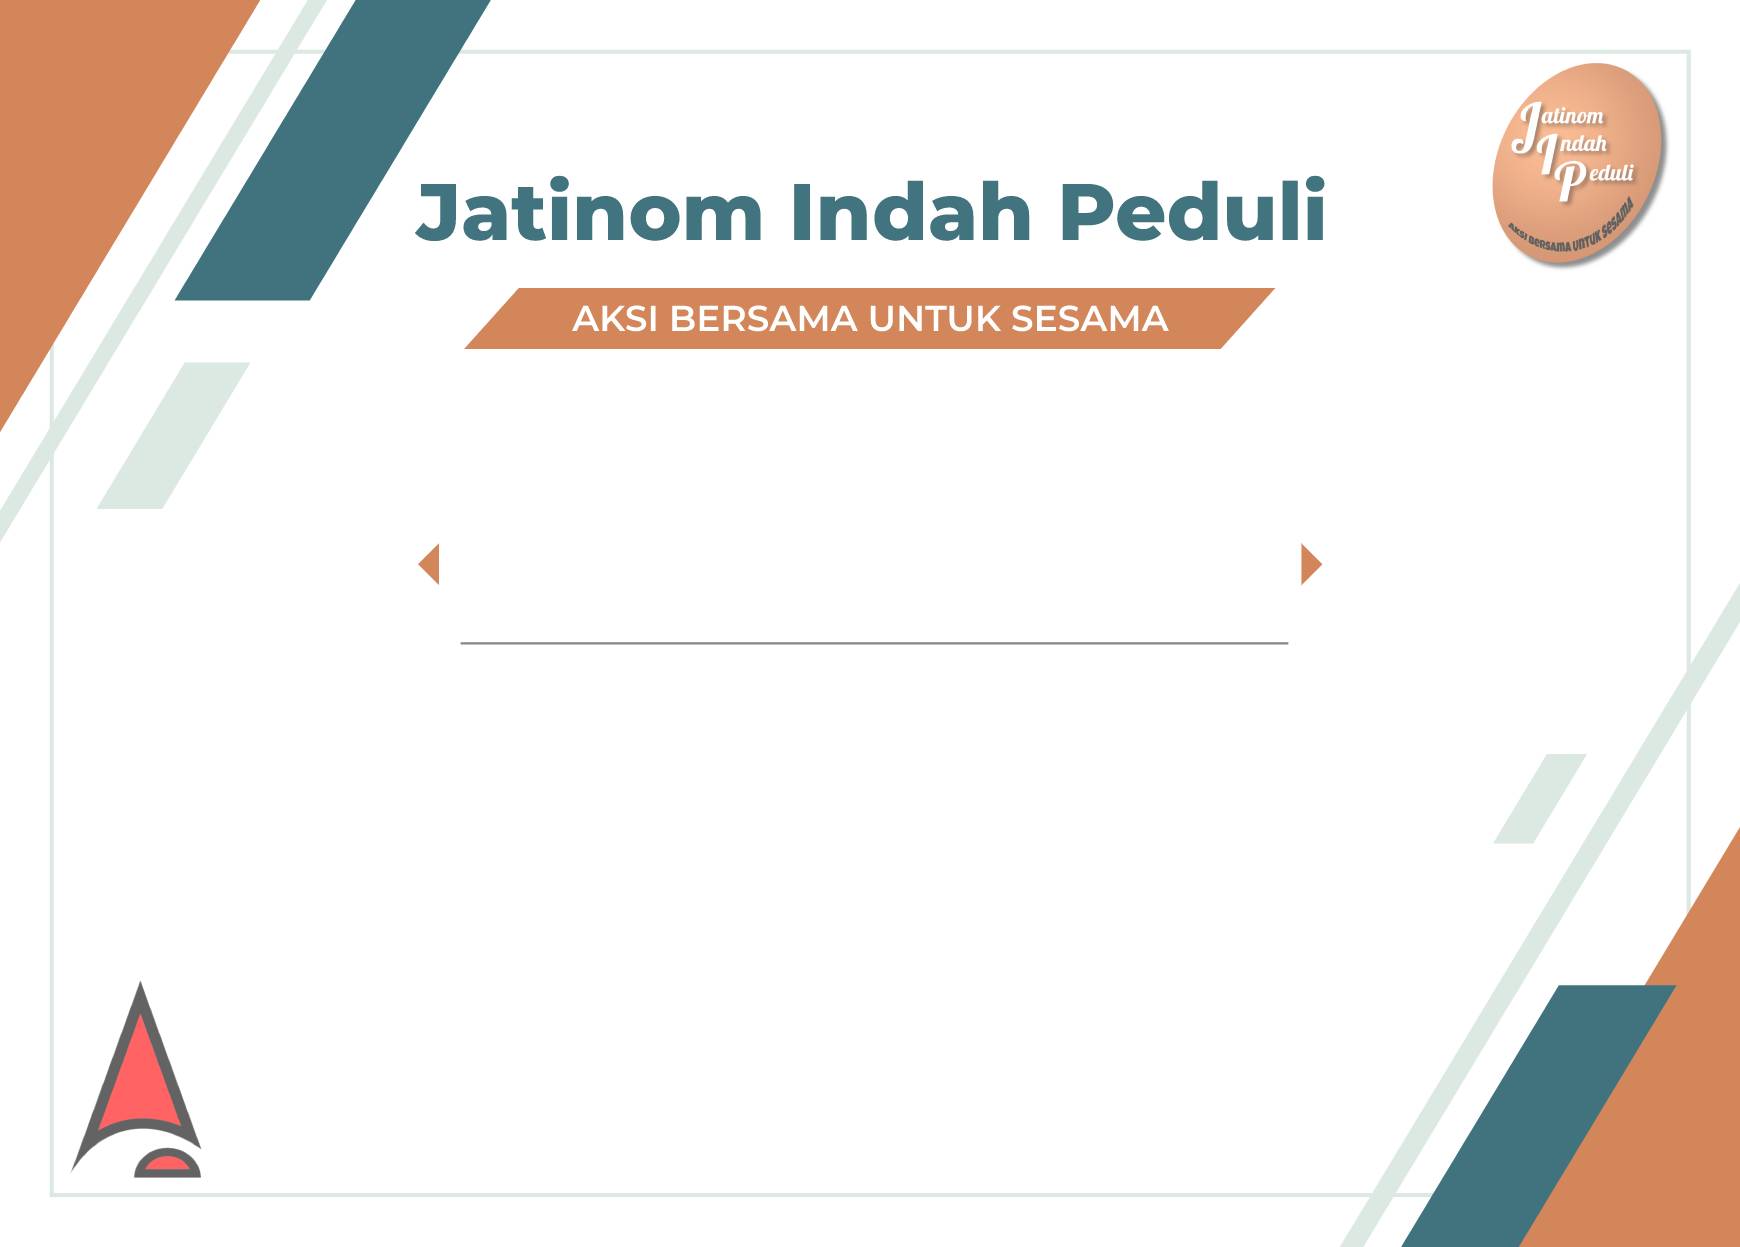 Jatinom Indah Peduli
AKSI BERSAMA UNTUK SESAMA
Jatinom
Indah
Peduli
AKSI BERSAMA UNTUK SESAMA